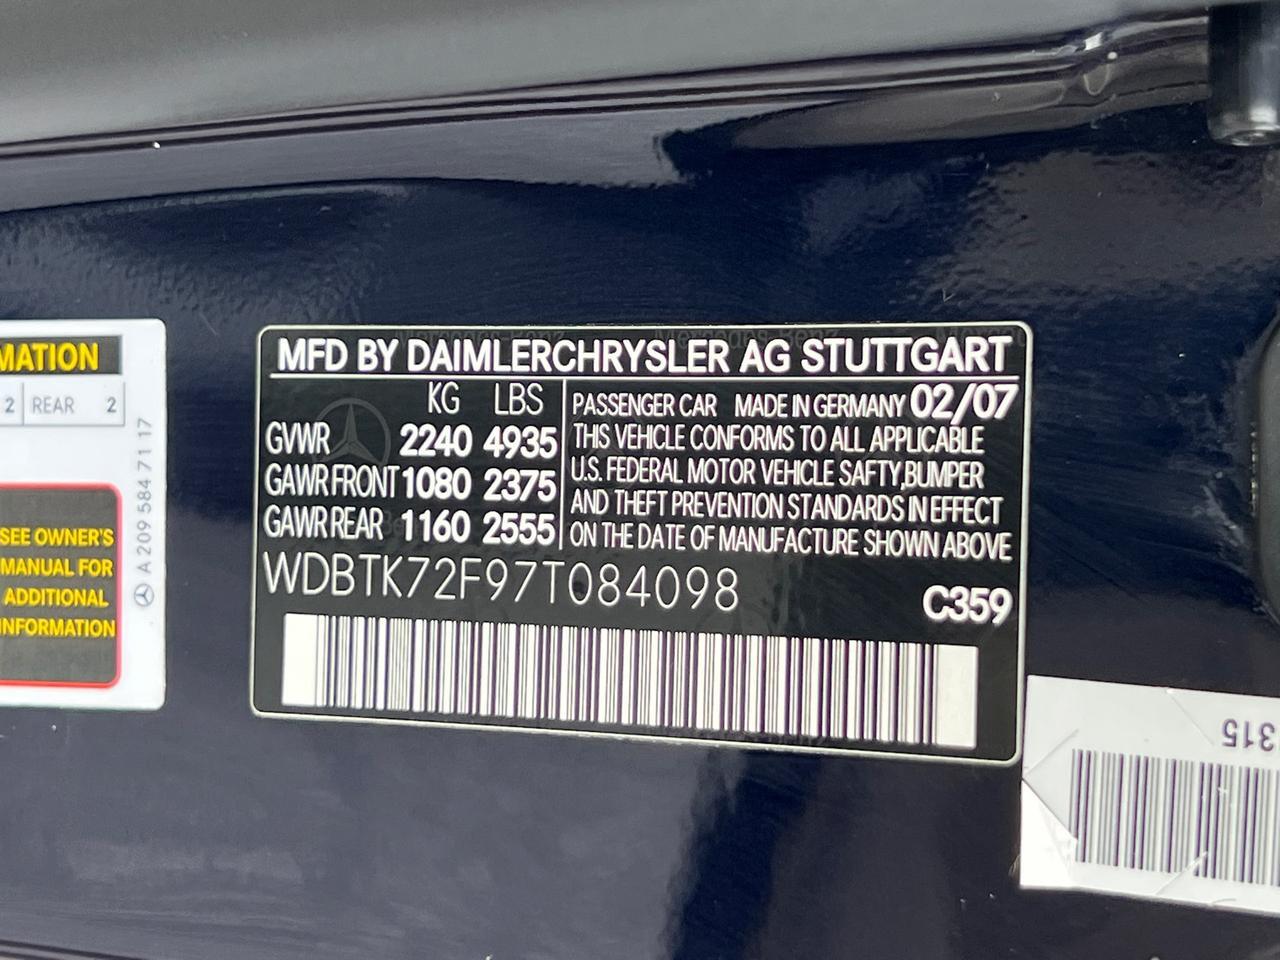 MATION
2 REAR 2
A 209 584 71 17
SEE OWNER'S
MANUAL FOR
ADDITIONAL
INFORMATION
MFD BY DAIMLERCHRYSLER AG STUTTGART
KG LBS
GVWR 2240 4935
GAWR FRONT 1080 2375
GAWR REAR 1160 2555
PASSENGER CAR MADE IN GERMANY 02/07
THIS VEHICLE CONFORMS TO ALL APPLICABLE
U.S. FEDERAL MOTOR VEHICLE SAFTY,BUMPER
AND THEFT PREVENTION STANDARDS IN EFFECT
ON THE DATE OF MANUFACTURE SHOWN ABOVE
WDBTK72F97T084098
C359
315